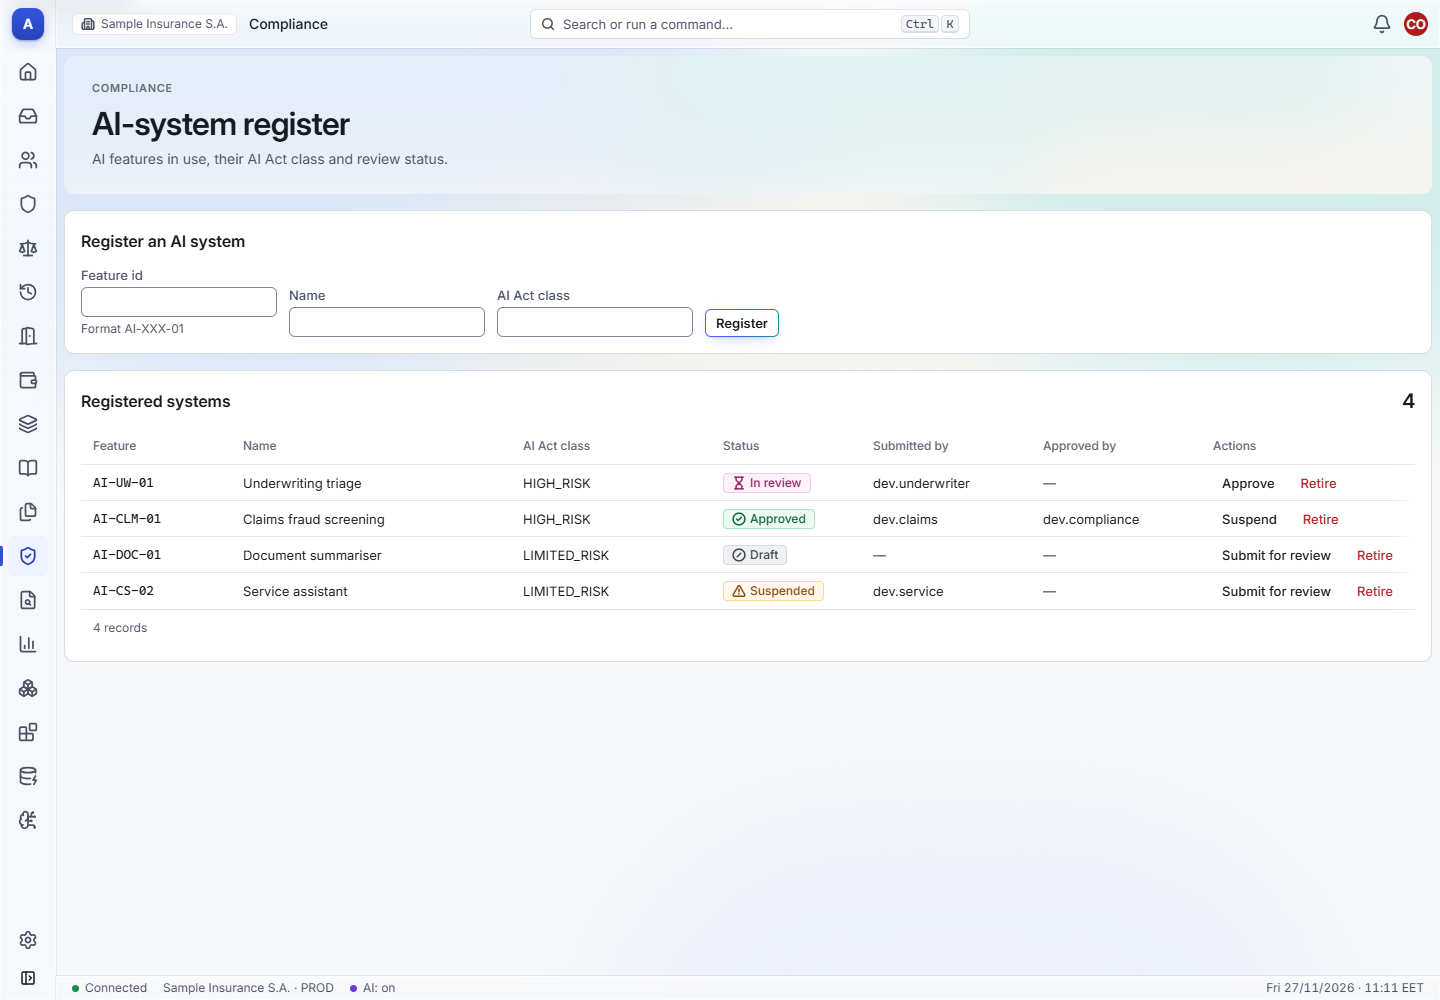 A
Sample Insurance S.A.
Compliance
Search or run a command...
Ctrl K
CO
COMPLIANCE
AI-system register
AI features in use, their AI Act class and review status.
Register an AI system
Feature id
Format AI-XXX-01
Name
AI Act class
Register
Registered systems
4
Feature Name AI Act class Status Submitted by Approved by Actions
AI-UW-01 Underwriting triage HIGH_RISK In review dev.underwriter — Approve Retire
AI-CLM-01 Claims fraud screening HIGH_RISK Approved dev.claims dev.compliance Suspend Retire
AI-DOC-01 Document summariser LIMITED_RISK Draft — — Submit for review Retire
AI-CS-02 Service assistant LIMITED_RISK Suspended dev.service — Submit for review Retire
4 records
Connected Sample Insurance S.A. · PROD AI: on Fri 27/11/2026 · 11:11 EET